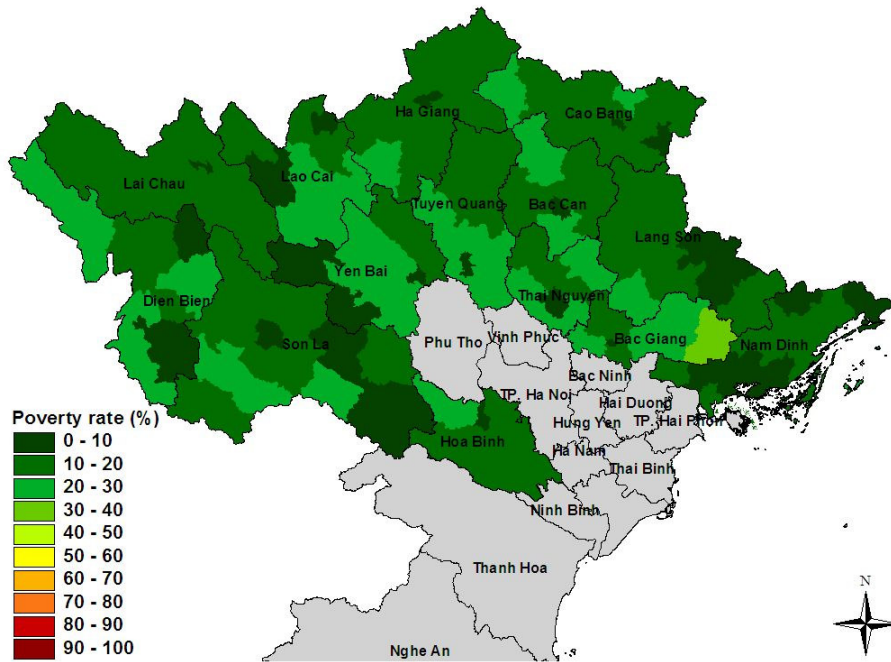 Ha Giang
Cao Bang
Lai Chau
Lao Cai
Tuyen Quang
Bac Can
Lang Son
Yen Bai
Dien Bien
Thai Nguyen
Son La
Phu Tho
Vinh Phuc
Bac Giang
Nam Dinh
Bac Ninh
TP. Ha Noi
Hai Duong
Hung Yen
TP. Hai Phon
Hoa Binh
Ha Nam
Thai Binh
Ninh Binh
Thanh Hoa
Nghe An
Poverty rate (%)
0 - 10
10 - 20
20 - 30
30 - 40
40 - 50
50 - 60
60 - 70
70 - 80
80 - 90
90 - 100
N